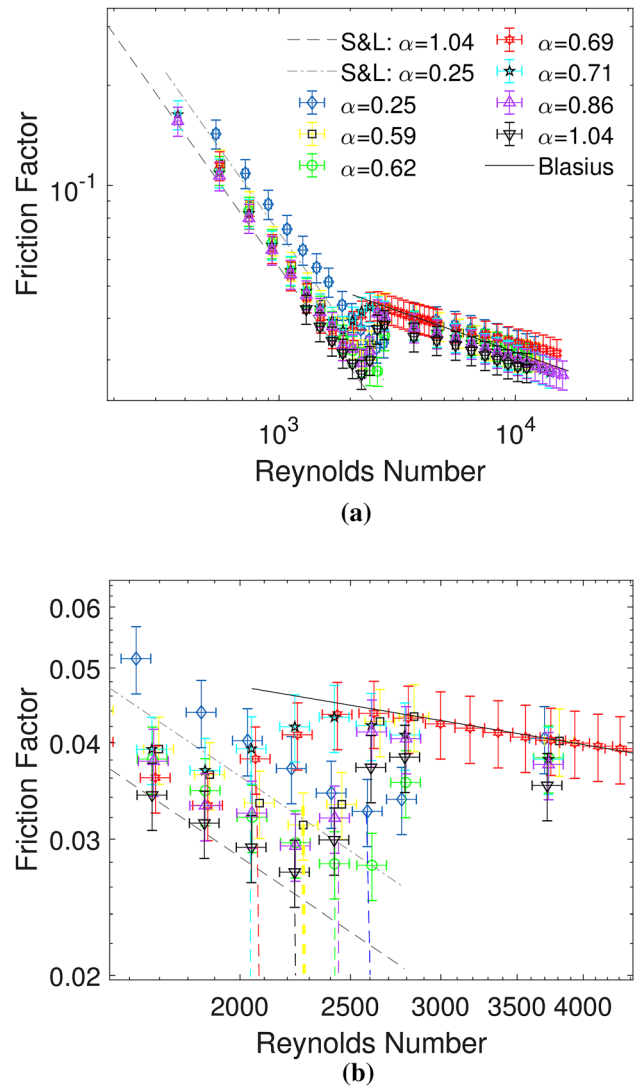 S&L: α=1.04
S&L: α=0.25
α=0.25
α=0.59
α=0.62
α=0.69
α=0.71
α=0.86
α=1.04
Blasius
Friction Factor
10⁻¹
10³
10⁴
Reynolds Number
(a)
Friction Factor
0.06
0.05
0.04
0.03
0.02
2000
2500
3000
3500
4000
Reynolds Number
(b)